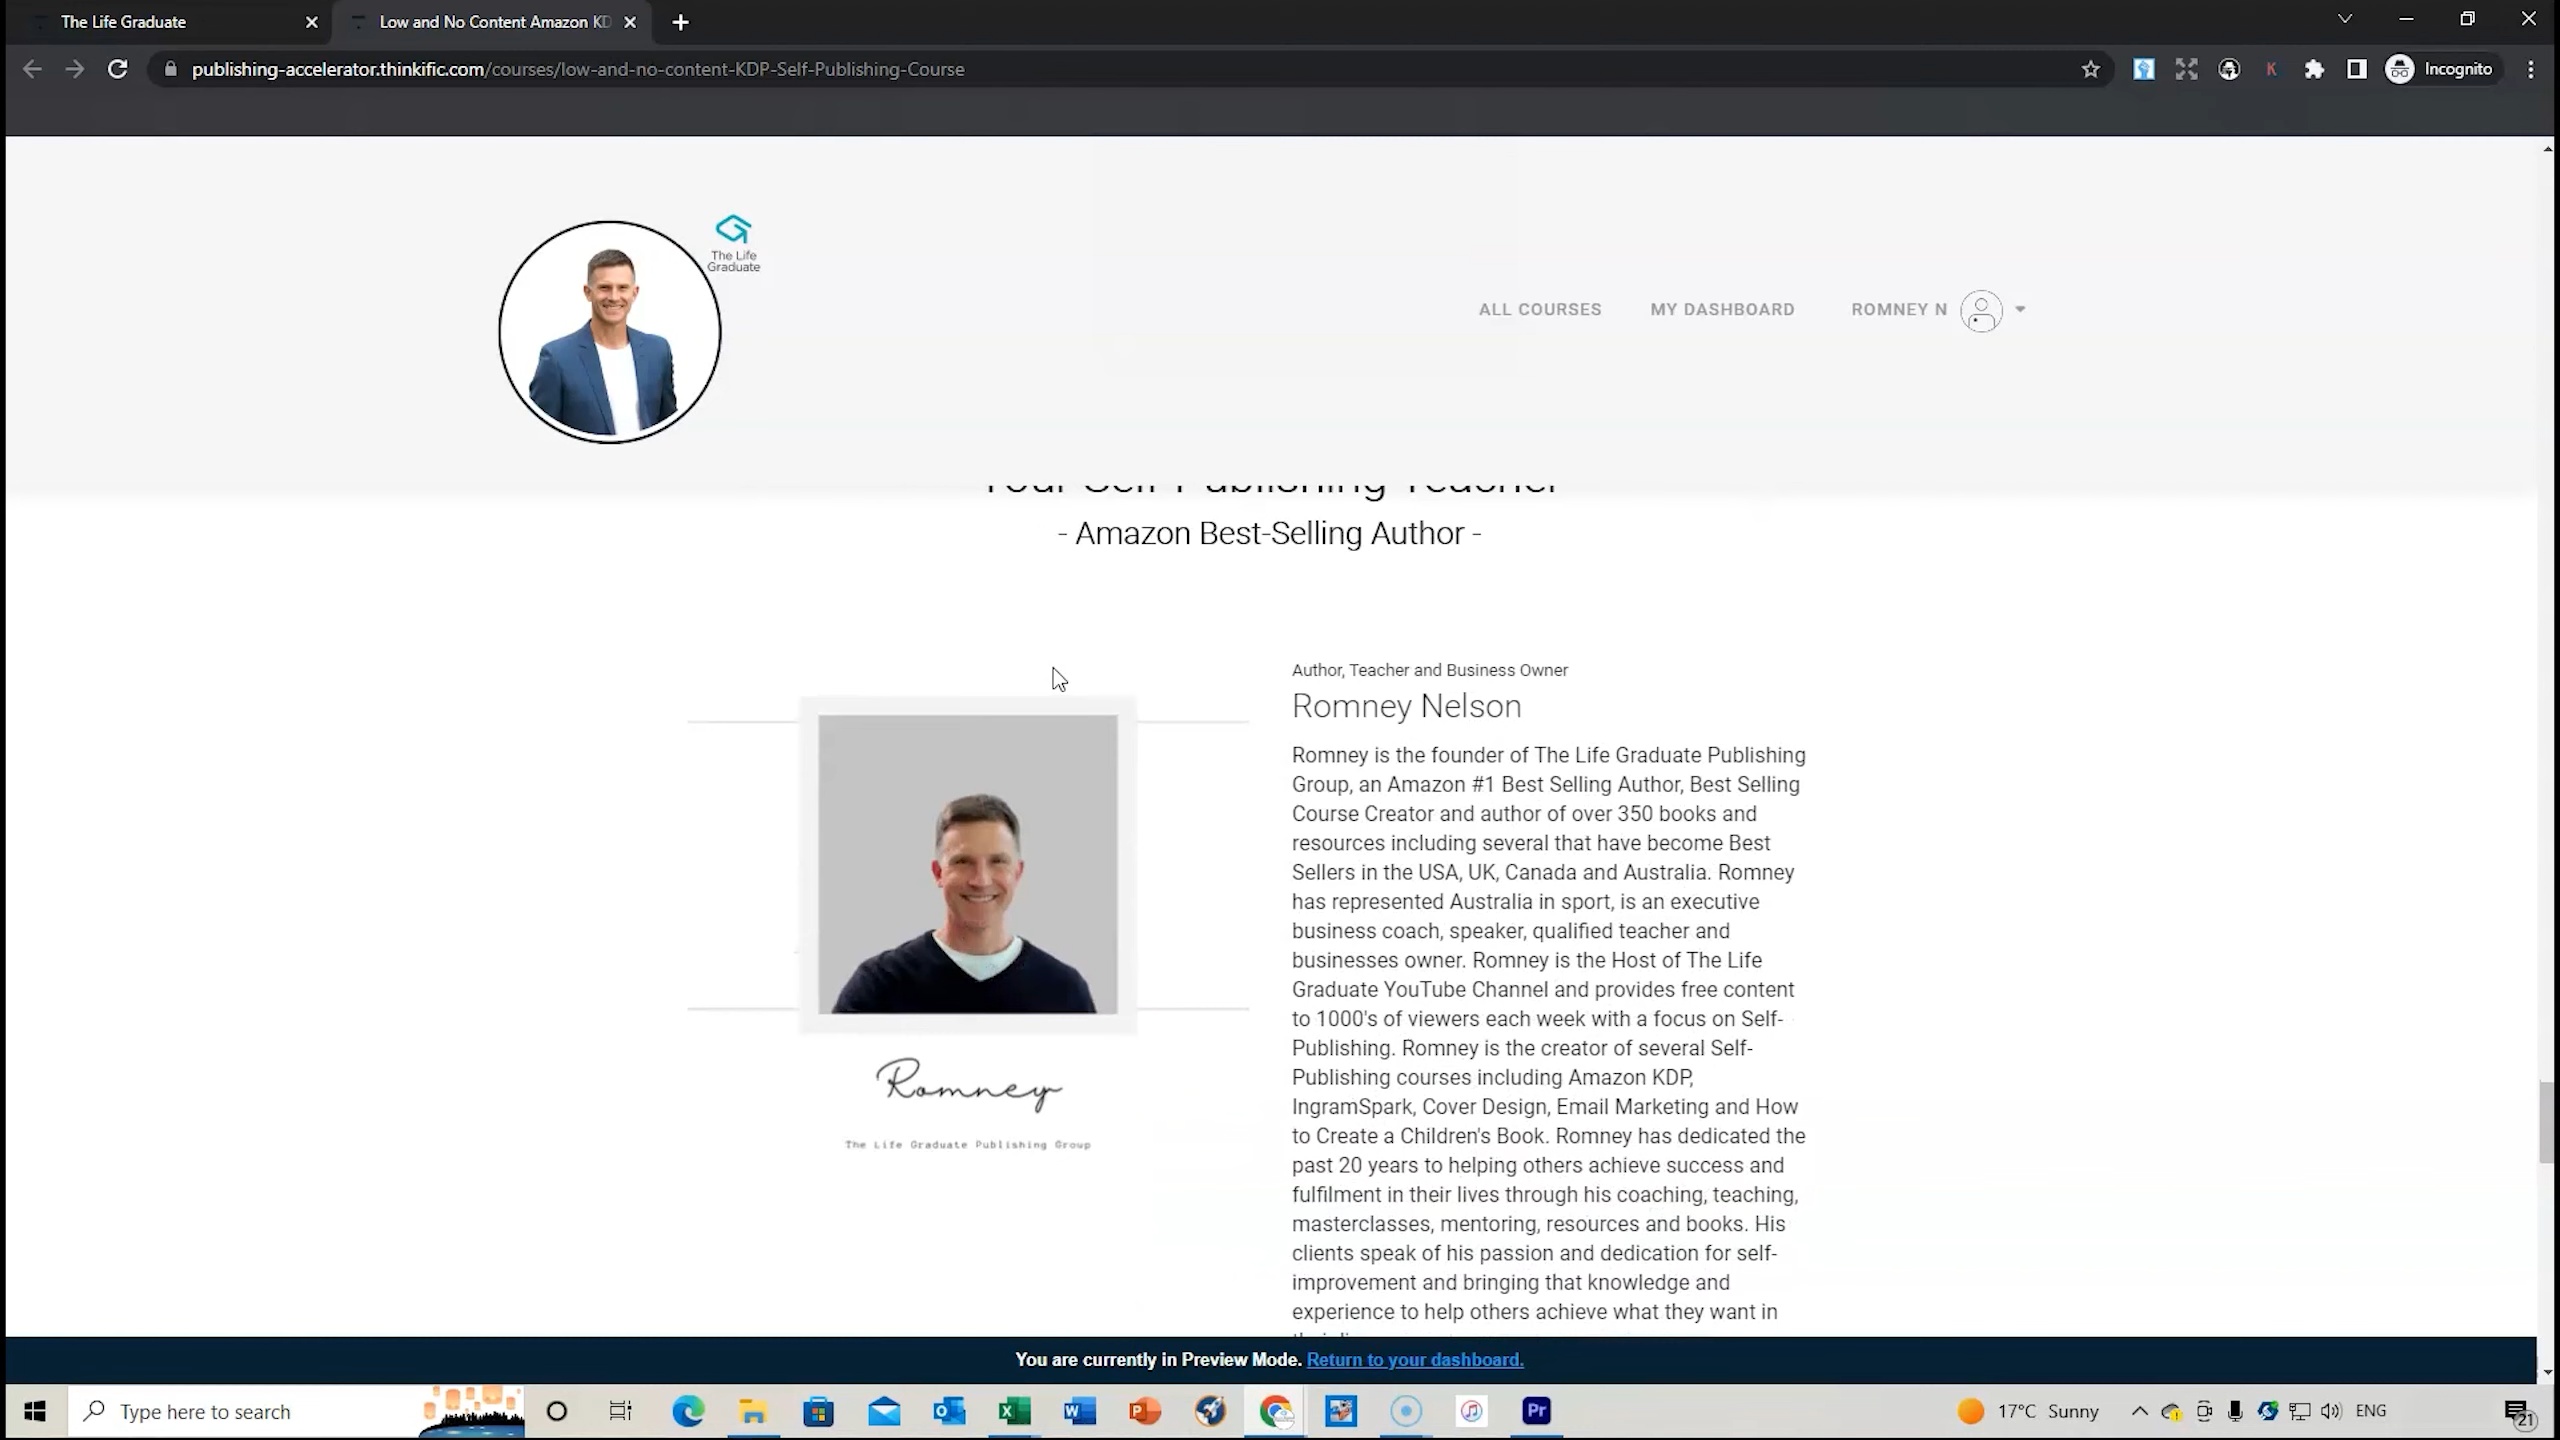 The Life Graduate
Low and No Content Amazon KD
publishing-accelerator.thinkific.com/courses/low-and-no-content-KDP-Self-Publishing-Course
K
Incognito
The Life
Graduate
ALL COURSES
MY DASHBOARD
ROMNEY N
Your Self-Publishing Teacher
- Amazon Best-Selling Author -
Author, Teacher and Business Owner
Romney Nelson
Romney is the founder of The Life Graduate Publishing
Group, an Amazon #1 Best Selling Author, Best Selling
Course Creator and author of over 350 books and
resources including several that have become Best
Sellers in the USA, UK, Canada and Australia. Romney
has represented Australia in sport, is an executive
business coach, speaker, qualified teacher and
businesses owner. Romney is the Host of The Life
Graduate YouTube Channel and provides free content
to 1000's of viewers each week with a focus on Self-
Publishing. Romney is the creator of several Self-
Publishing courses including Amazon KDP,
IngramSpark, Cover Design, Email Marketing and How
to Create a Children's Book. Romney has dedicated the
past 20 years to helping others achieve success and
fulfilment in their lives through his coaching, teaching,
masterclasses, mentoring, resources and books. His
clients speak of his passion and dedication for self-
improvement and bringing that knowledge and
experience to help others achieve what they want in
Romney
The Life Graduate Publishing Group
You are currently in Preview Mode. Return to your dashboard.
Type here to search
Pr
17°C Sunny
ENG
21